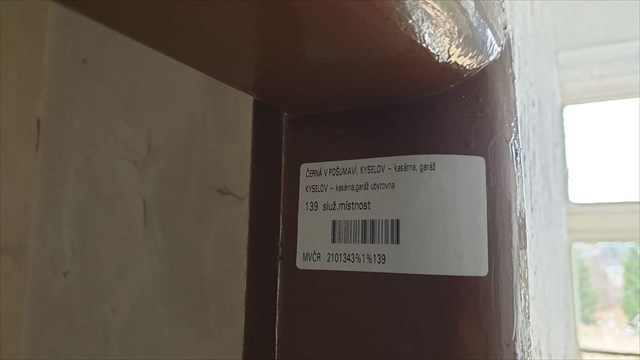 ČERNÁ V POŠUMAVÍ, KYSELOV - kasárna, garáž
KYSELOV - kasárna,garáž ubytovna
139 služ.místnost
MVČR 2101343%1%139